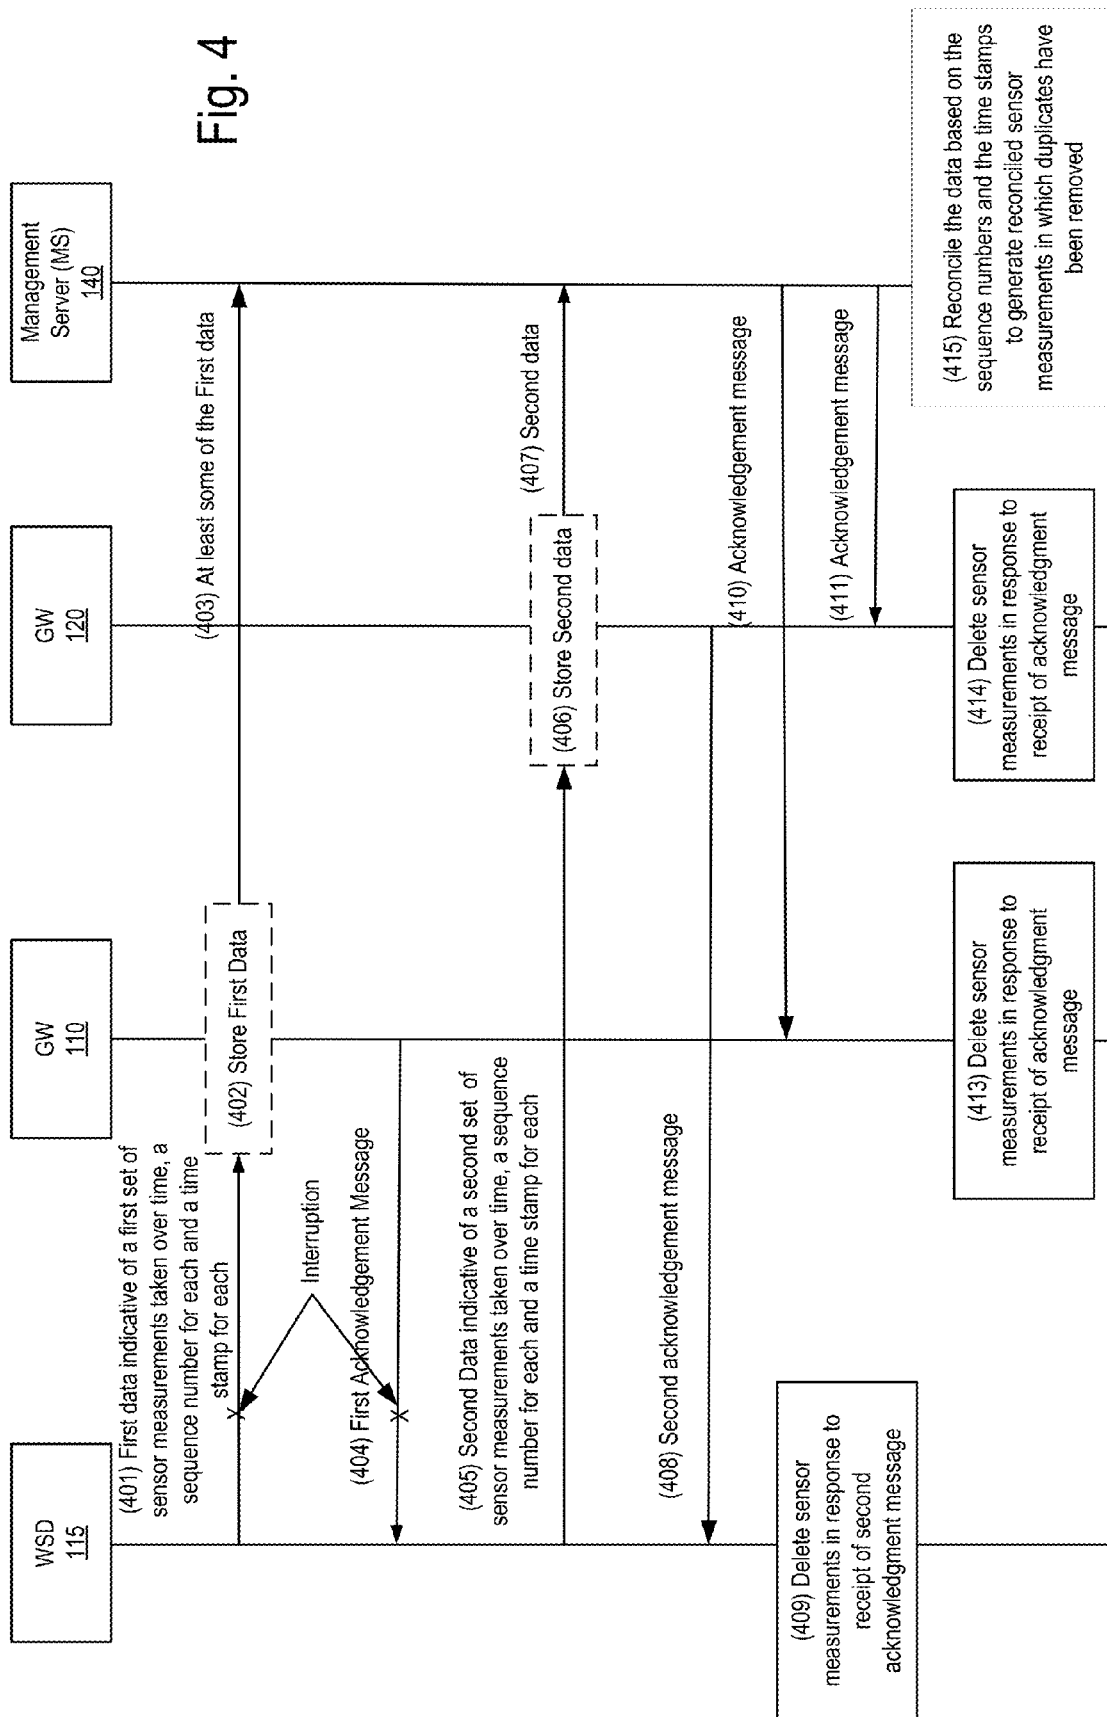 Fig. 4
WSD
115
GW
110
GW
120
Management
Server (MS)
140
(401) First data indicative of a first set of
sensor measurements taken over time, a
sequence number for each and a time
stamp for each
(402) Store First Data
(403) At least some of the First data
Interruption
X
(404) First Acknowledgement Message
X
(405) Second Data indicative of a second set of
sensor measurements taken over time, a sequence
number for each and a time stamp for each
(406) Store Second data
(407) Second data
(408) Second acknowledgement message
(409) Delete sensor
measurements in response to
receipt of second
acknowledgment message
(410) Acknowledgement message
(411) Acknowledgement message
(413) Delete sensor
measurements in response to
receipt of acknowledgment
message
(414) Delete sensor
measurements in response to
receipt of acknowledgment
message
(415) Reconcile the data based on the
sequence numbers and the time stamps
to generate reconciled sensor
measurements in which duplicates have
been removed